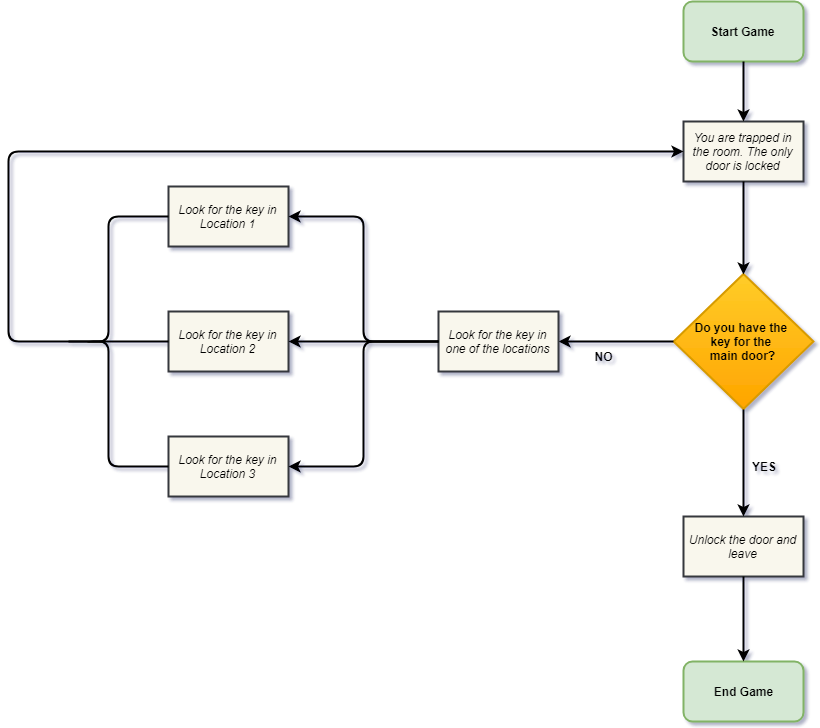 Start Game
You are trapped in
the room. The only
door is locked
Look for the key in
Location 1
Look for the key in
Location 2
Look for the key in
one of the locations
Do you have the
key for the
main door?
NO
Look for the key in
Location 3
YES
Unlock the door and
leave
End Game